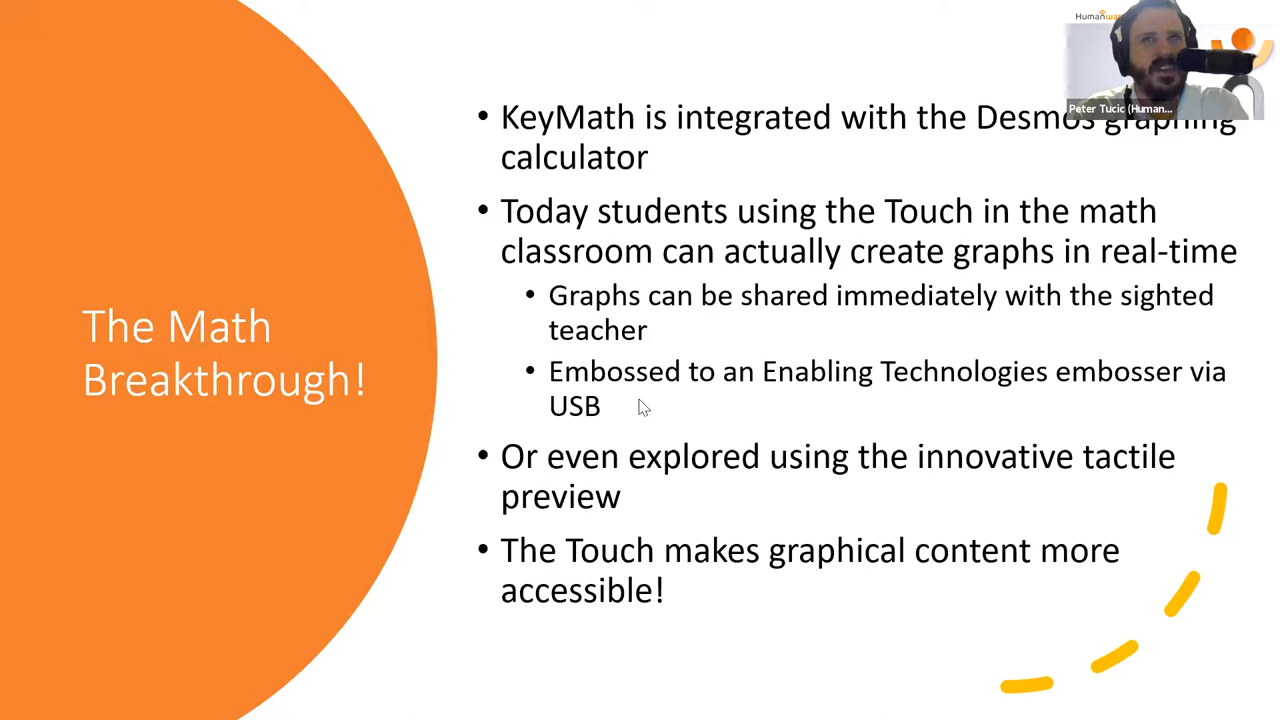 Humanware
Peter Tucic (Human...
The Math
Breakthrough!
• KeyMath is integrated with the Desmos graphing
calculator
• Today students using the Touch in the math
classroom can actually create graphs in real-time
• Graphs can be shared immediately with the sighted
teacher
• Embossed to an Enabling Technologies embosser via
USB
• Or even explored using the innovative tactile
preview
• The Touch makes graphical content more
accessible!